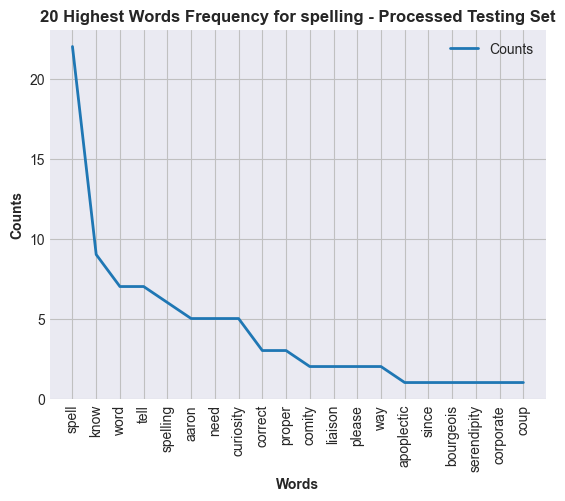 20 Highest Words Frequency for spelling - Processed Testing Set
Counts
20
15
10
5
0
Counts
spell
know
word
tell
spelling
aaron
need
curiosity
correct
proper
comity
liaison
please
way
apoplectic
since
bourgeois
serendipity
corporate
coup
Words